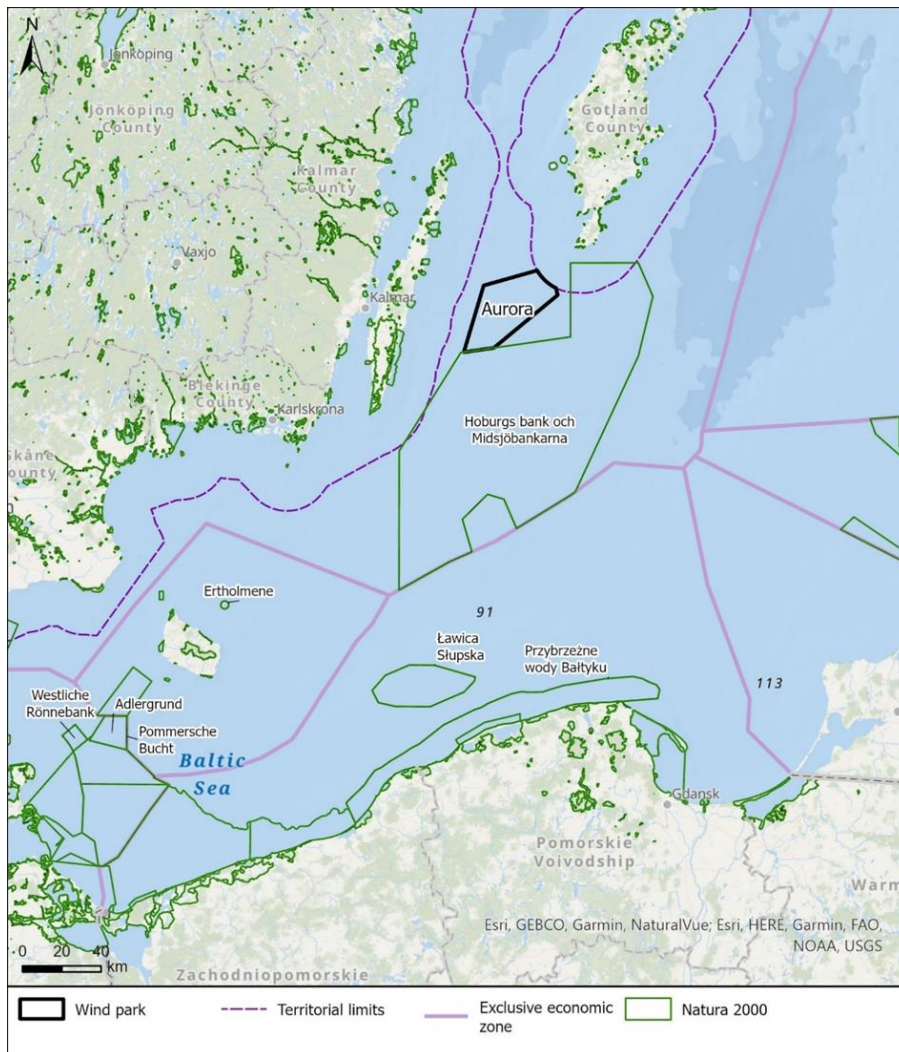 N
Jönköping
Jönköping
County
Gotland
County
Kalmar
County
Vaxjo
Kalmar
Aurora
Blekinge
County
Karlskrona
Hoburgs bank och
Midsjöbankarna
Skåne
County
Ertholmene
91
Ławica
Słupska
Przybrzeżne
wody Bałtyku
113
Westliche
Rönnebank
Adlergrund
Pommersche
Bucht
Baltic
Sea
Gdansk
Pomorskie
Voivodship
Warm
Esri, GEBCO, Garmin, NaturalVue; Esri, HERE, Garmin, FAO,
NOAA, USGS
0 20 40
km
Zachodniopomorskie
Wind park
Territorial limits
Exclusive economic
zone
Natura 2000